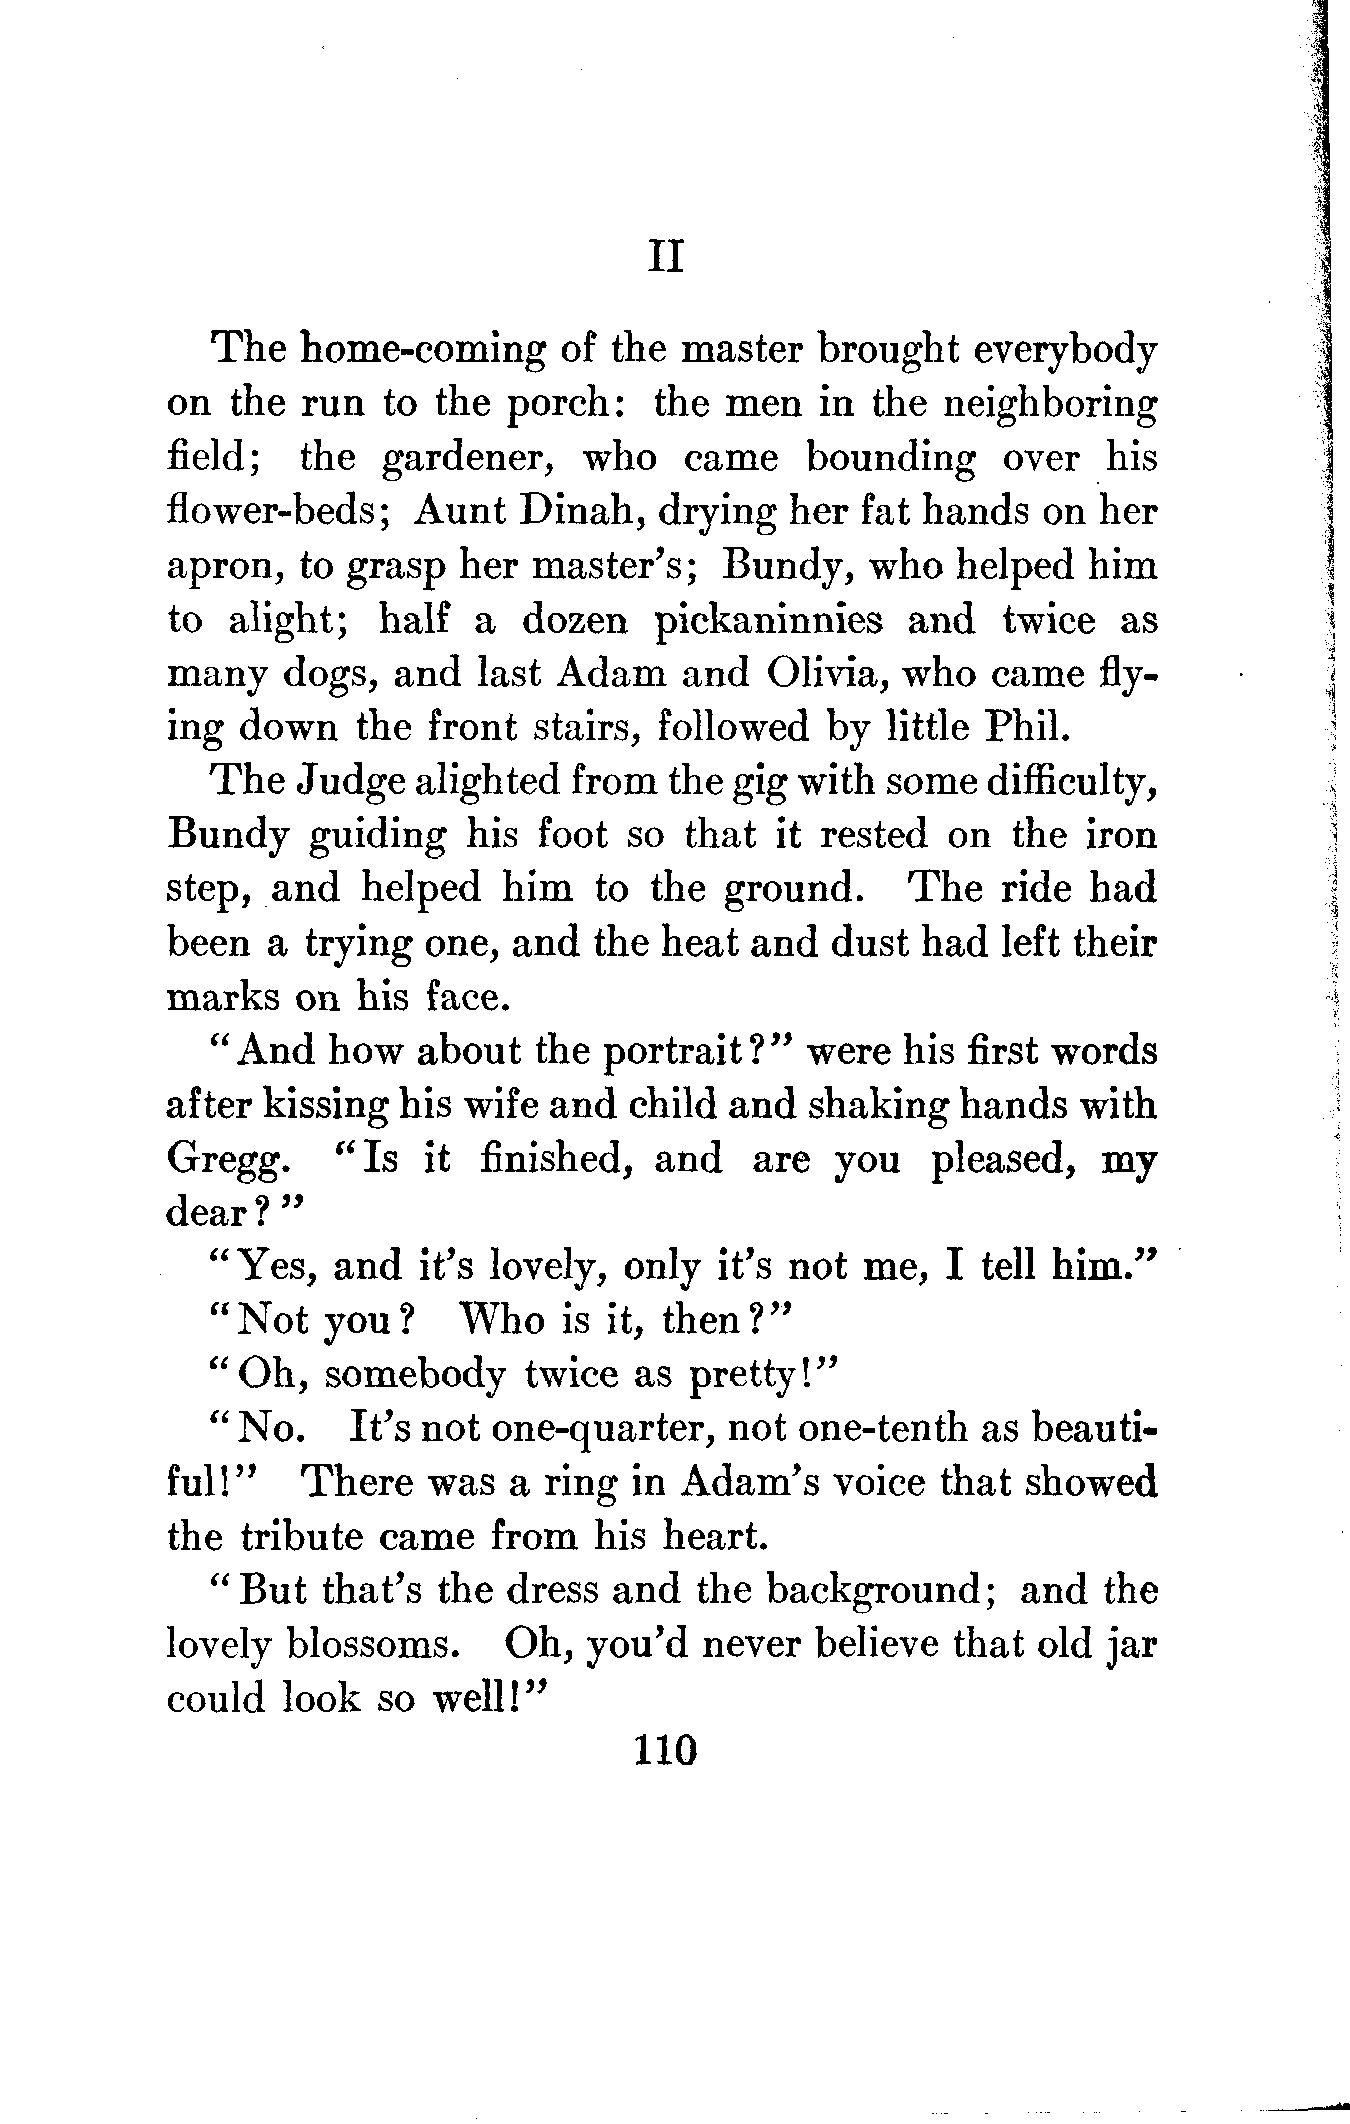 II
The home-coming of the master brought everybody
on the run to the porch: the men in the neighboring
field; the gardener, who came bounding over his
flower-beds; Aunt Dinah, drying her fat hands on her
apron, to grasp her master's; Bundy, who helped him
to alight; half a dozen pickaninnies and twice as
many dogs, and last Adam and Olivia, who came fly-
ing down the front stairs, followed by little Phil.
The Judge alighted from the gig with some difficulty,
Bundy guiding his foot so that it rested on the iron
step, and helped him to the ground. The ride had
been a trying one, and the heat and dust had left their
marks on his face.
"And how about the portrait?" were his first words
after kissing his wife and child and shaking hands with
Gregg. "Is it finished, and are you pleased, my
dear?"
"Yes, and it's lovely, only it's not me, I tell him."
"Not you? Who is it, then?"
"Oh, somebody twice as pretty!"
"No. It's not one-quarter, not one-tenth as beauti-
ful!" There was a ring in Adam's voice that showed
the tribute came from his heart.
"But that's the dress and the background; and the
lovely blossoms. Oh, you'd never believe that old jar
could look so well!"
110